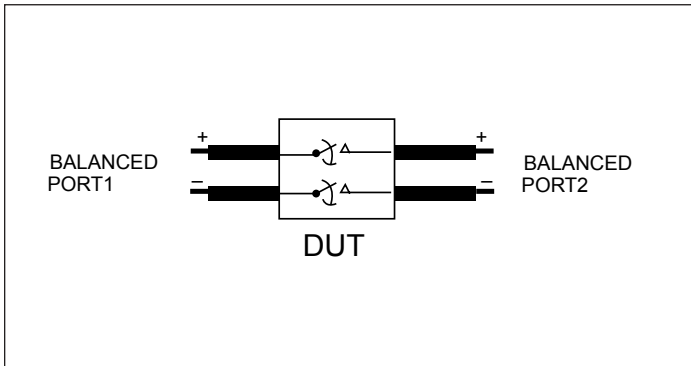 + +
BALANCED
PORT1
BALANCED
PORT2
– –
DUT